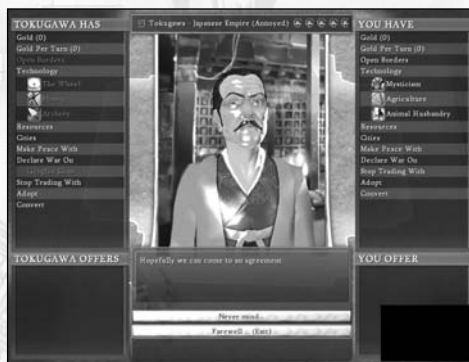 TOKUGAWA HAS
Gold (0)
Gold Per Turn (0)
Open Borders
Technology
The Wheel
Archery
Resources
Cities
Make Peace With
Declare War On
Stop Trading With
Adopt
Convert
TOKUGAWA OFFERS
Tokugawa - Japanese Empire (Annoyed)
Hopefully we can come to an agreement
Never mind...
Farewell... (Exit)
YOU HAVE
Gold (0)
Gold Per Turn (0)
Open Borders
Technology
Mysticism
Agriculture
Animal Husbandry
Resources
Cities
Make Peace With
Declare War On
Stop Trading With
Adopt
Convert
YOU OFFER